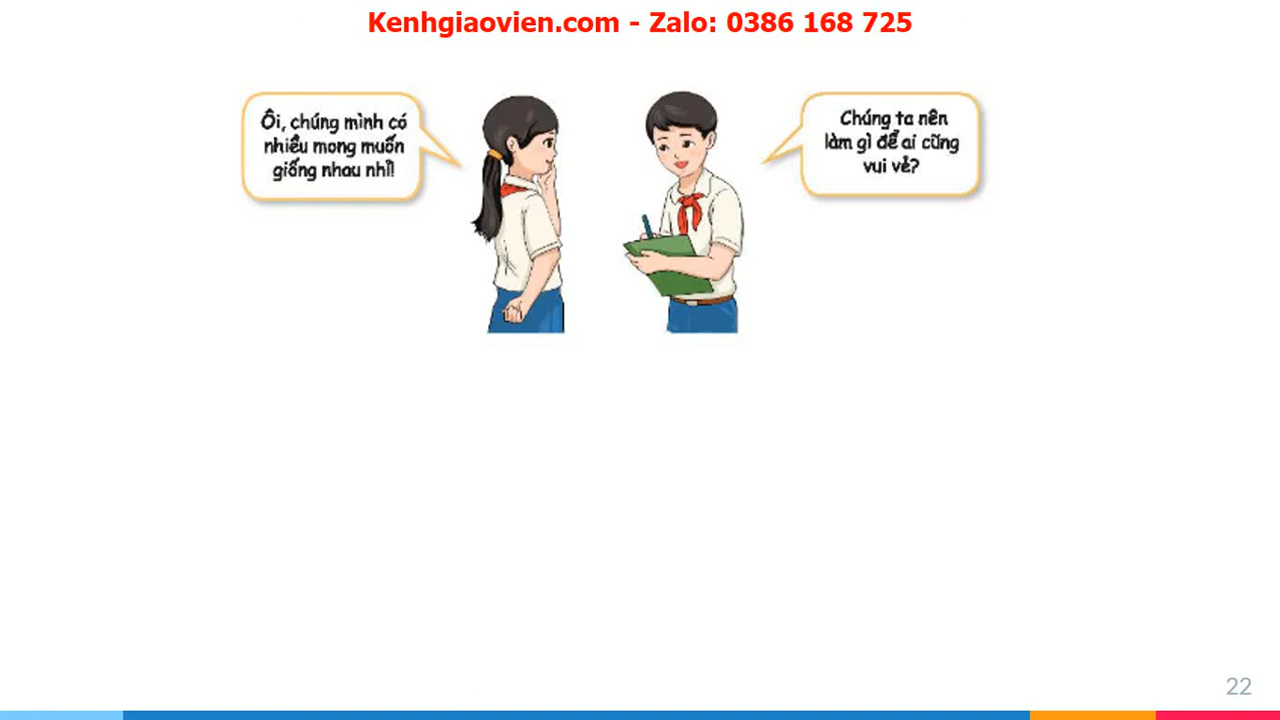 Kenhgiaovien.com - Zalo: 0386 168 725
Ôi, chúng mình có
nhiều mong muốn
giống nhau nhỉ!
Chúng ta nên
làm gì để ai cũng
vui vẻ?
22